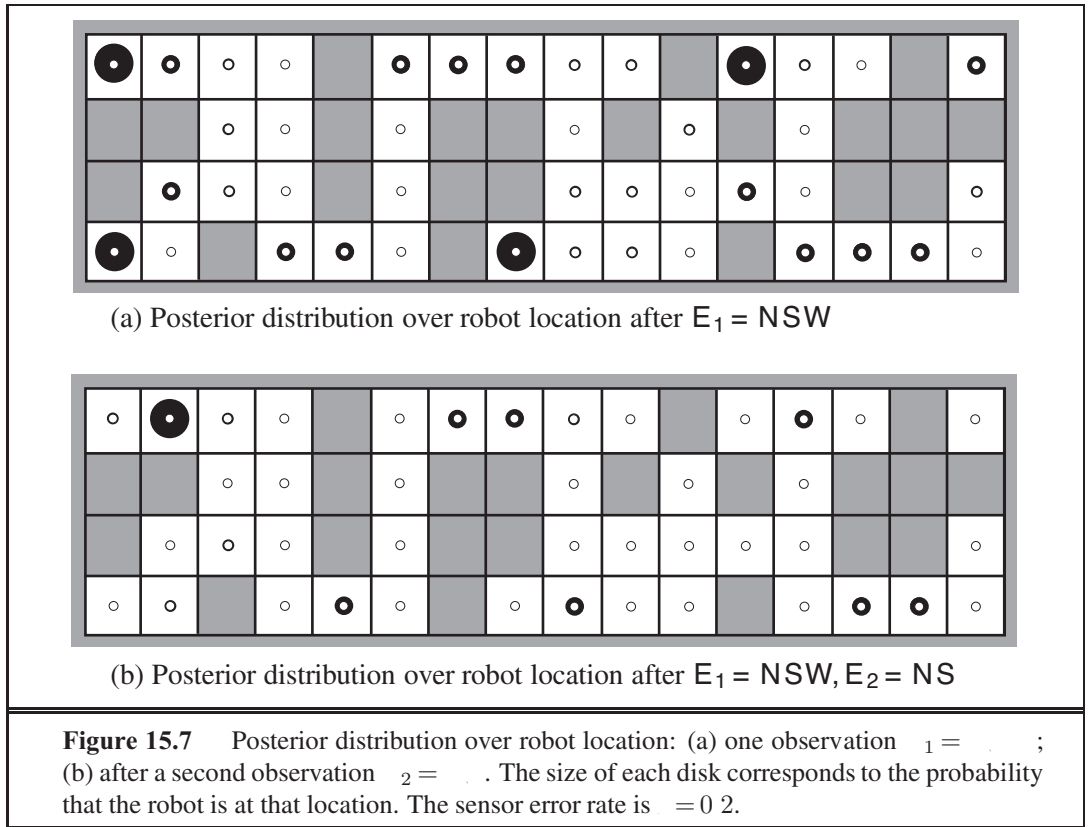 (a) Posterior distribution over robot location after E1 = NSW
(b) Posterior distribution over robot location after E1 = NSW, E2 = NS
Figure 15.7 Posterior distribution over robot location: (a) one observation 1 = ;
(b) after a second observation 2 = . The size of each disk corresponds to the probability
that the robot is at that location. The sensor error rate is = 0 2.